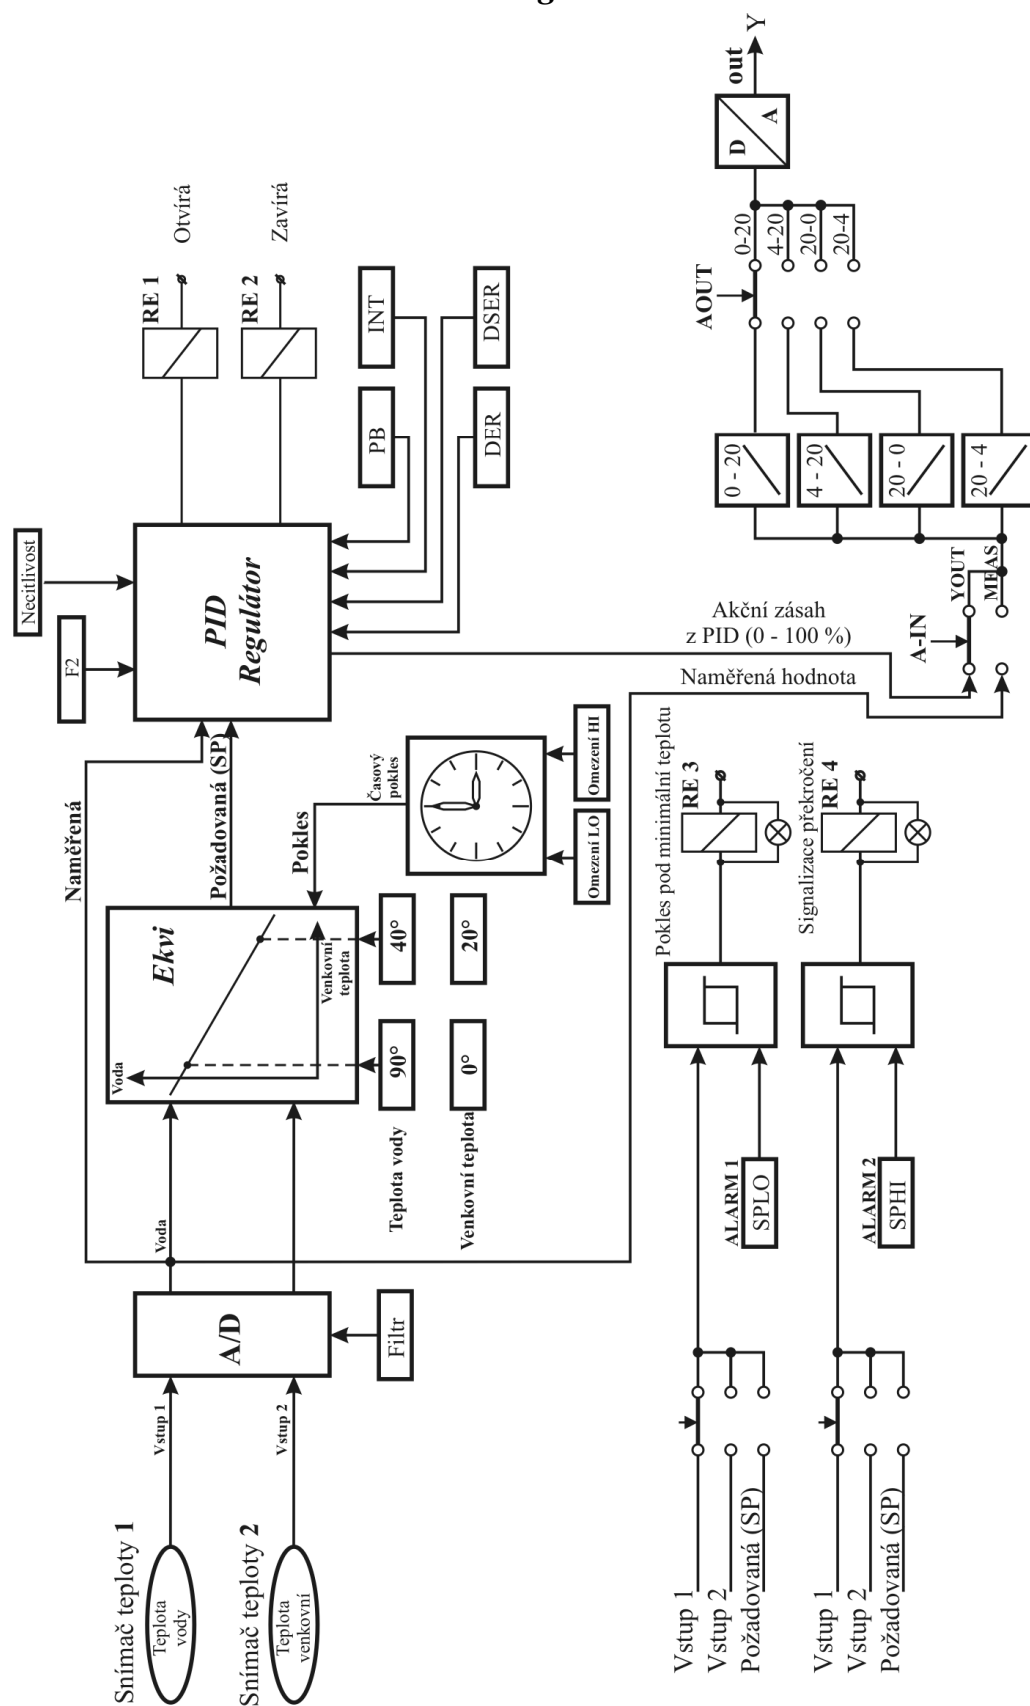 g
Snímač teploty 1
Teplota
vody
Vstup 1
Snímač teploty 2
Teplota
venkovní
Vstup 2
A/D
Filtr
Voda
Naměřená
Ekvi
Voda
Venkovní
teplota
Teplota vody
90°
40°
Venkovní teplota
0°
20°
Požadovaná (SP)
Pokles
Časový
pokles
Omezení LO
Omezení HI
F2
Necitlivost
PID
Regulátor
RE 1
Otvírá
RE 2
Zavírá
PB
INT
DER
DSER
Akční zásah
z PID (0 - 100 %)
Naměřená hodnota
Vstup 1
Vstup 2
Požadovaná (SP)
ALARM 1
SPLO
Pokles pod minimální teplotu
RE 3
Vstup 1
Vstup 2
Požadovaná (SP)
ALARM 2
SPHI
Signalizace překročení
RE 4
A-IN
YOUT
MEAS
0 - 20
4 - 20
20 - 0
20 - 4
AOUT
0-20
4-20
20-0
20-4
D
A
out
Y